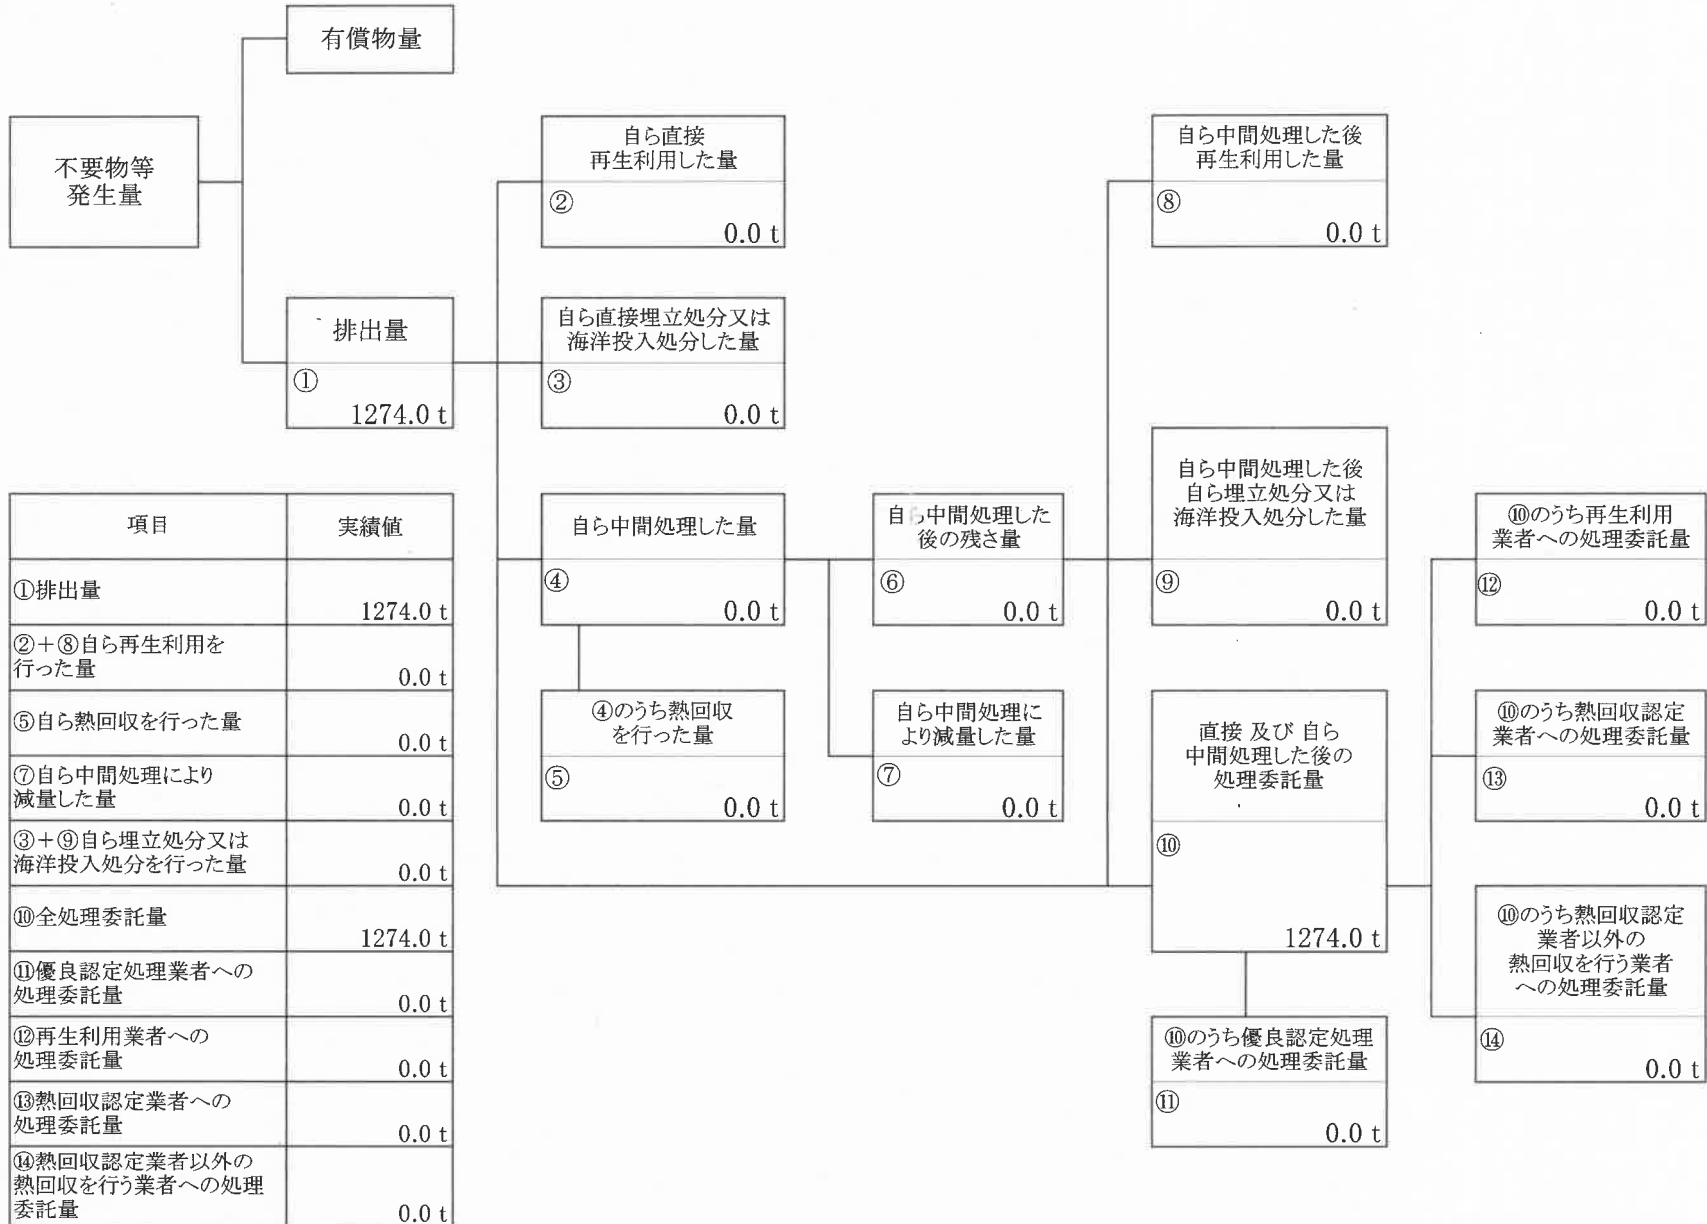 有償物量
不要物等
発生量
排出量
①
1274.0 t
自ら直接
再生利用した量
②
0.0 t
自ら直接埋立処分又は
海洋投入処分した量
③
0.0 t
自ら中間処理した量
④
0.0 t
④のうち熱回収
を行った量
⑤
0.0 t
自ら中間処理した
後の残さ量
⑥
0.0 t
自ら中間処理に
より減量した量
⑦
0.0 t
自ら中間処理した後
再生利用した量
⑧
0.0 t
自ら中間処理した後
自ら埋立処分又は
海洋投入処分した量
⑨
0.0 t
直接 及び 自ら
中間処理した後の
処理委託量
⑩
1274.0 t
⑩のうち優良認定処理
業者への処理委託量
⑪
0.0 t
⑩のうち再生利用
業者への処理委託量
⑫
0.0 t
⑩のうち熱回収認定
業者への処理委託量
⑬
0.0 t
⑩のうち熱回収認定
業者以外の
熱回収を行う業者
への処理委託量
⑭
0.0 t
項目 実績値
①排出量
1274.0 t
②+⑧自ら再生利用を
行った量
0.0 t
⑤自ら熱回収を行った量
0.0 t
⑦自ら中間処理により
減量した量
0.0 t
③+⑨自ら埋立処分又は
海洋投入処分を行った量
0.0 t
⑩全処理委託量
1274.0 t
⑪優良認定処理業者への
処理委託量
0.0 t
⑫再生利用業者への
処理委託量
0.0 t
⑬熱回収認定業者への
処理委託量
0.0 t
⑭熱回収認定業者以外の
熱回収を行う業者への処理
委託量
0.0 t